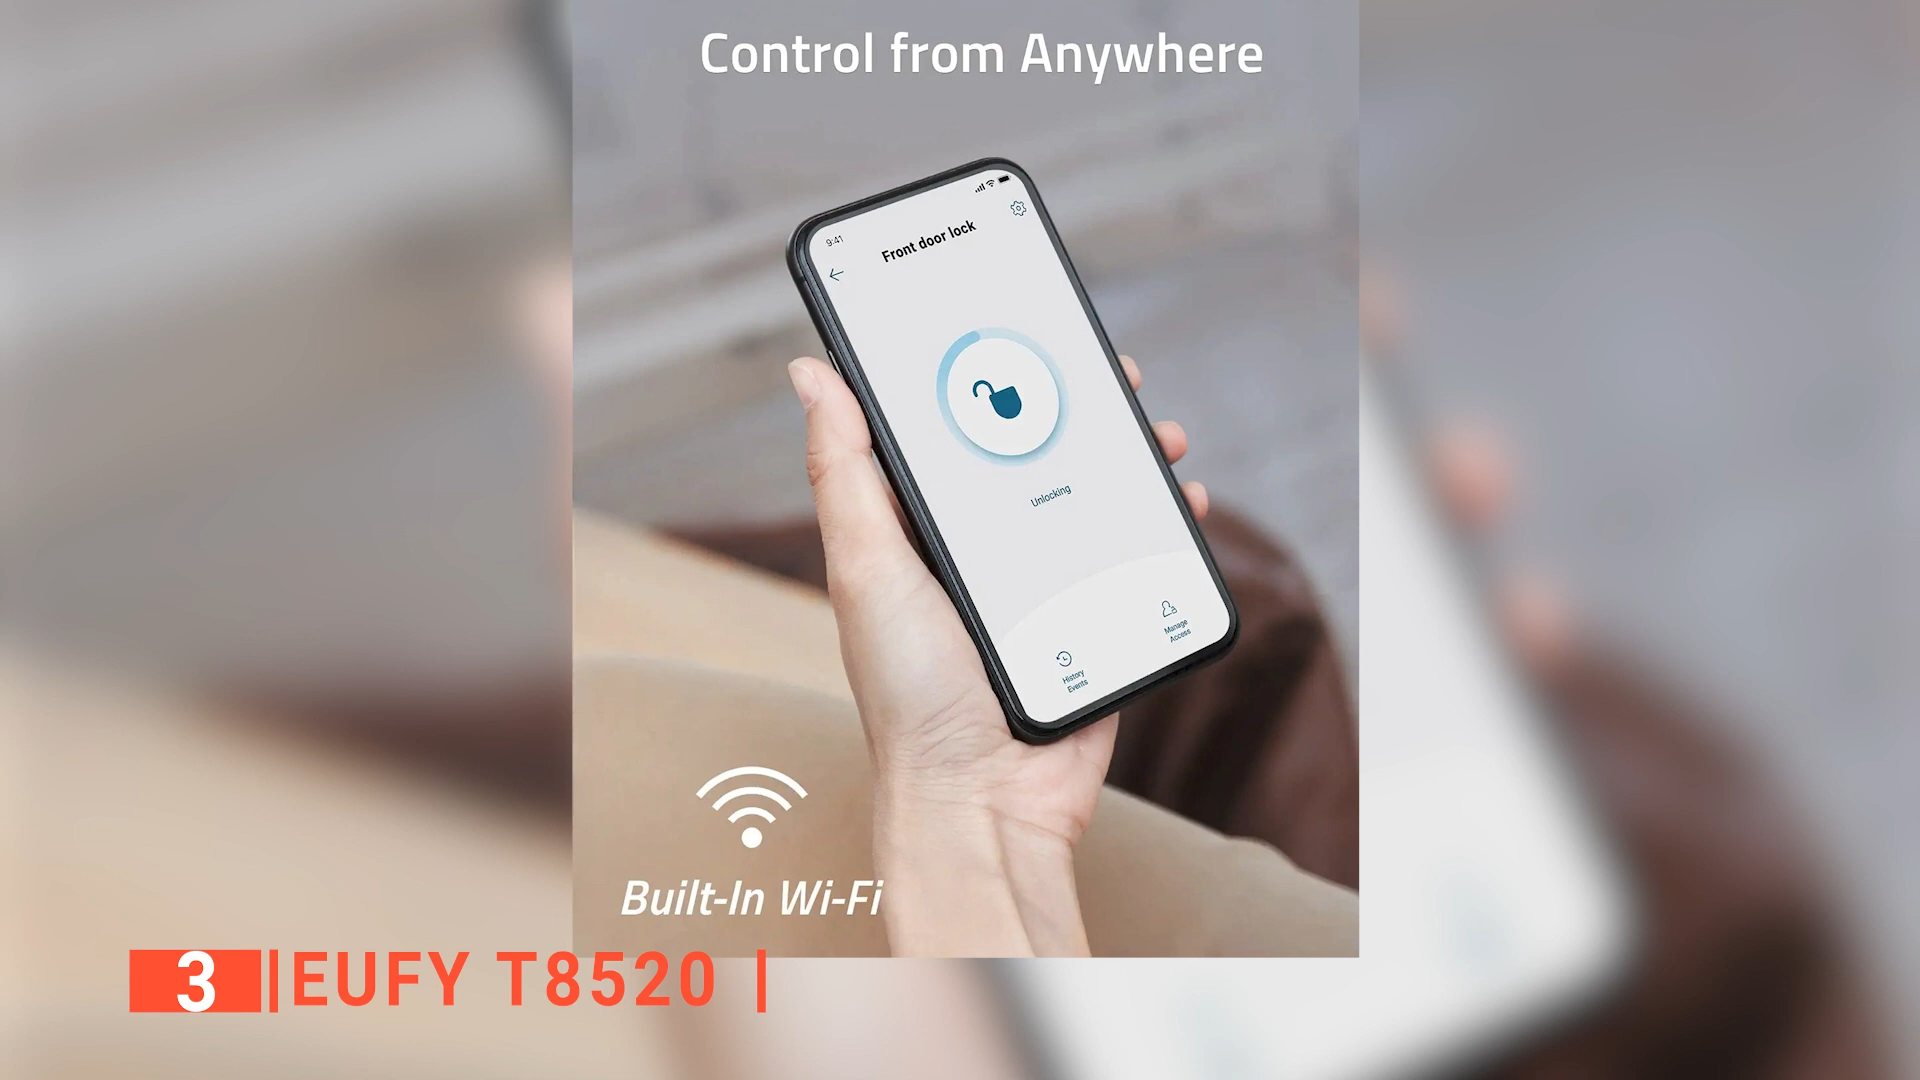 Control from Anywhere
9:41
Front door lock
Unlocking
Manage
Access
History
Events
Built-In Wi-Fi
3
EUFY T8520